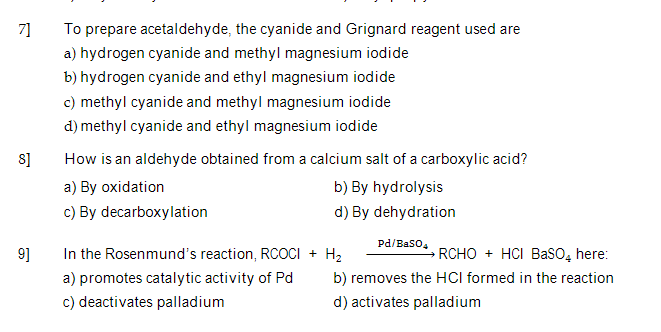 7] To prepare acetaldehyde, the cyanide and Grignard reagent used are
a) hydrogen cyanide and methyl magnesium iodide
b) hydrogen cyanide and ethyl magnesium iodide
c) methyl cyanide and methyl magnesium iodide
d) methyl cyanide and ethyl magnesium iodide
8] How is an aldehyde obtained from a calcium salt of a carboxylic acid?
a) By oxidation b) By hydrolysis
c) By decarboxylation d) By dehydration
9] In the Rosenmund's reaction, RCOCl + H₂ Pd/BaSO₄ → RCHO + HCl BaSO₄ here:
a) promotes catalytic activity of Pd b) removes the HCl formed in the reaction
c) deactivates palladium d) activates palladium